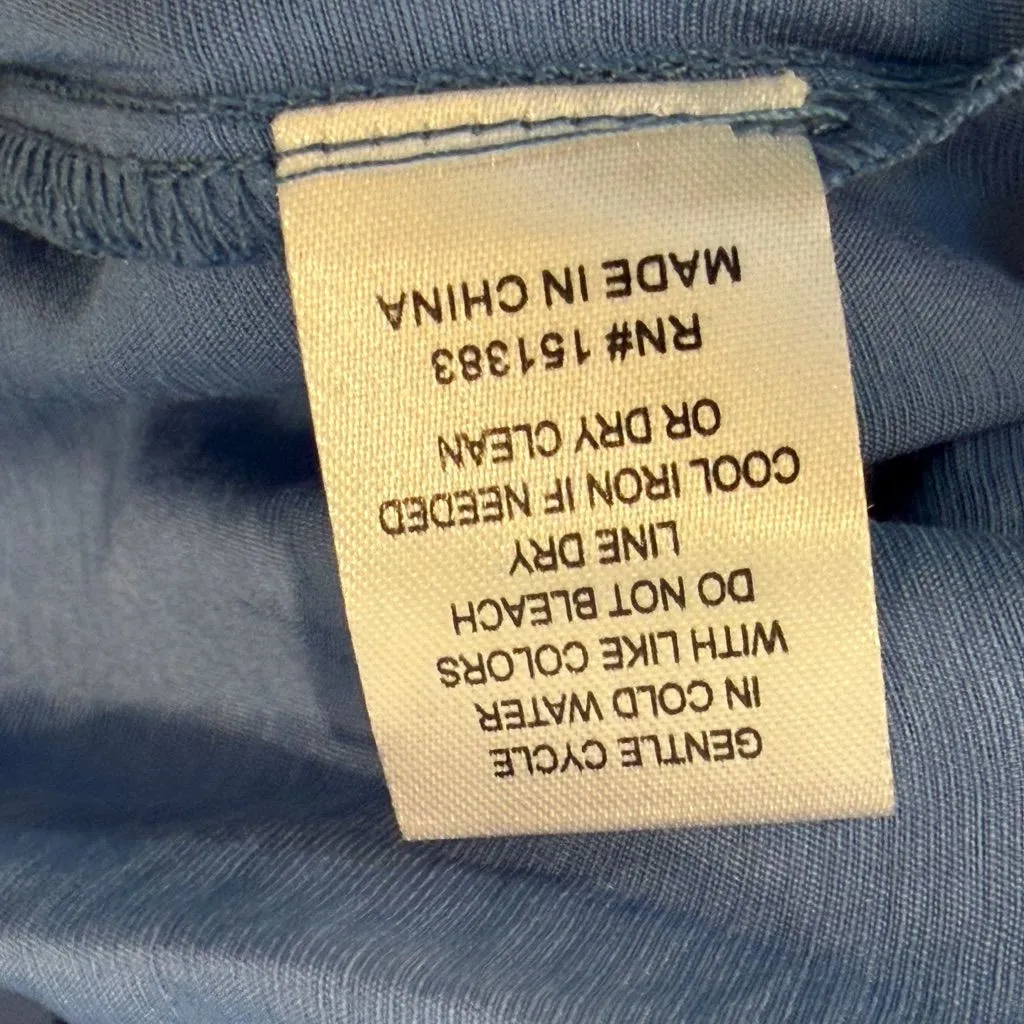 GENTLE CYCLE
IN COLD WATER
WITH LIKE COLORS
DO NOT BLEACH
LINE DRY
COOL IRON IF NEEDED
OR DRY CLEAN
RN# 151383
MADE IN CHINA